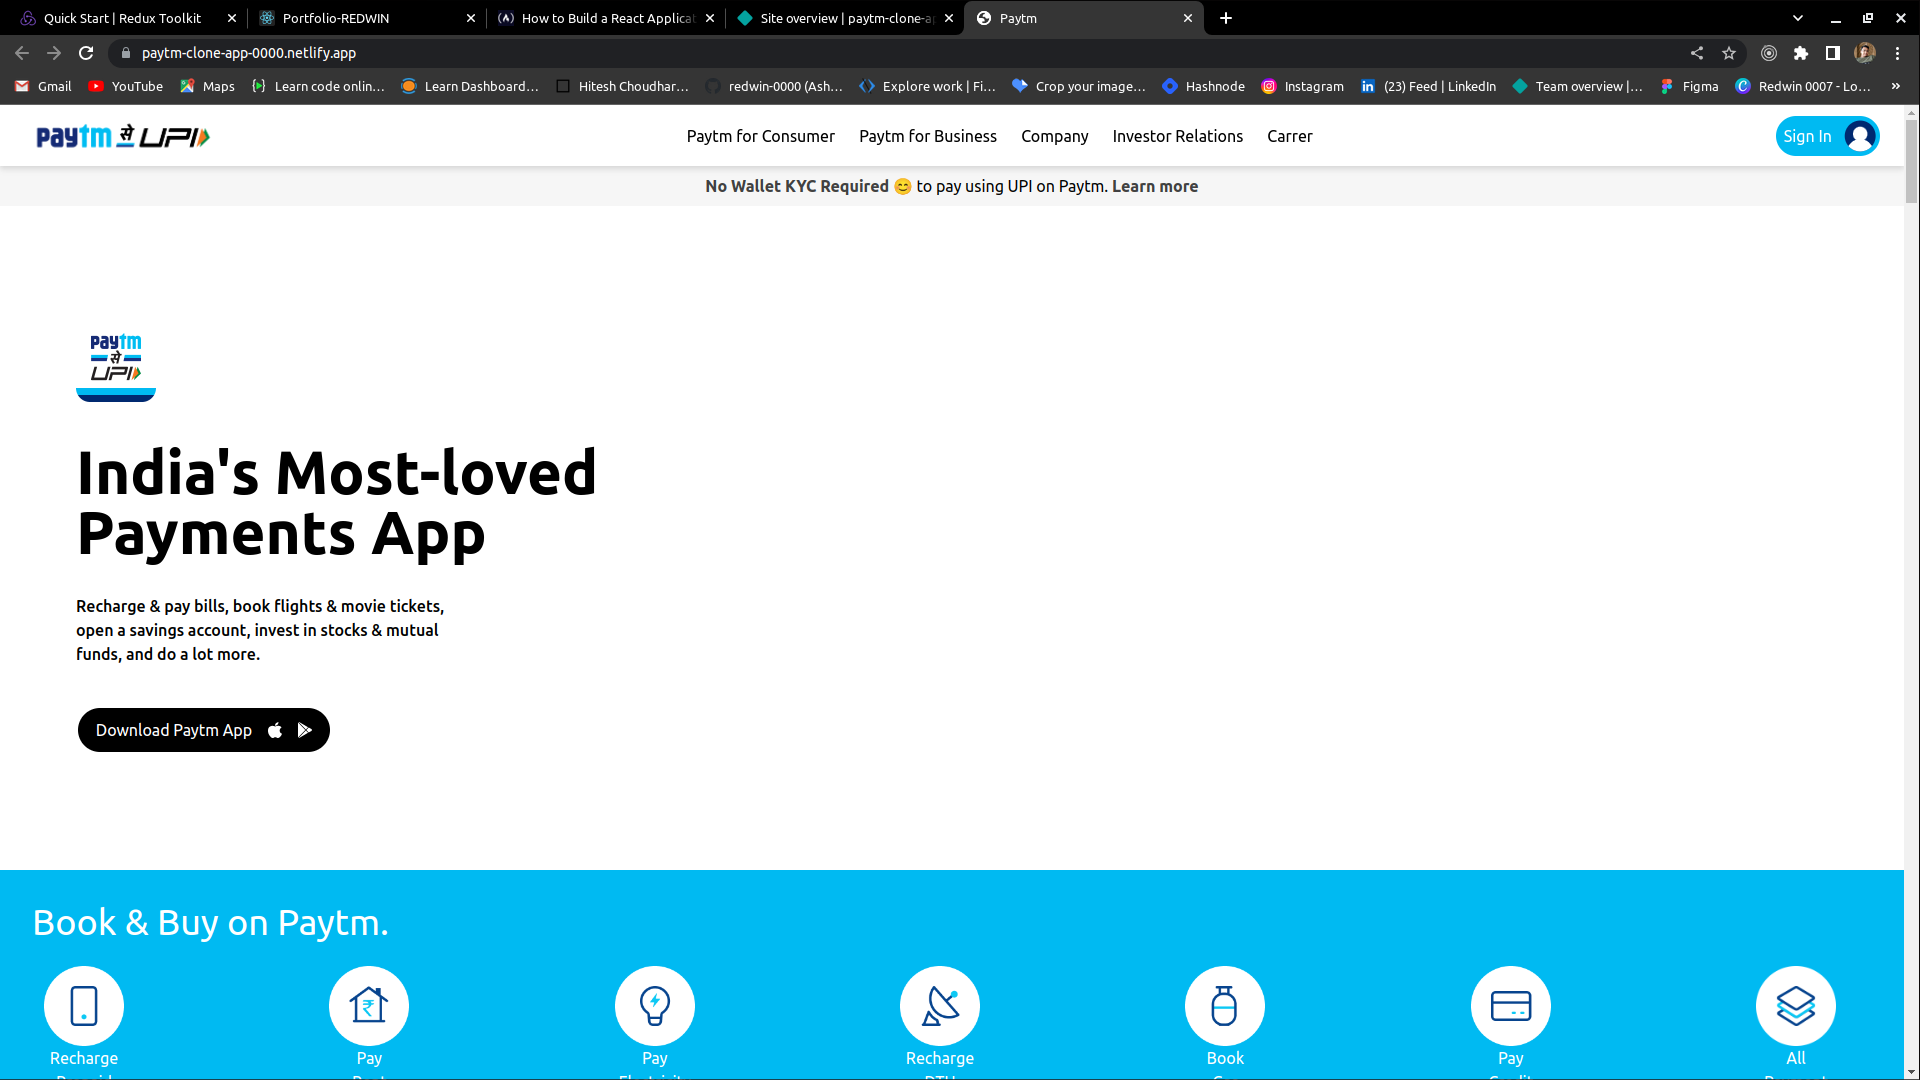 Quick Start | Redux Toolkit
Portfolio-REDWIN
How to Build a React Applicat
Site overview | paytm-clone-ap
Paytm
paytm-clone-app-0000.netlify.app
Gmail
YouTube
Maps
Learn code onlin...
Learn Dashboard...
Hitesh Choudhar...
redwin-0000 (Ash...
Explore work | Fi...
Crop your image...
Hashnode
Instagram
(23) Feed | LinkedIn
Team overview |...
Figma
Redwin 0007 - Lo...
»
paytm से UPI
Paytm for Consumer
Paytm for Business
Company
Investor Relations
Carrer
Sign In
No Wallet KYC Required 😊 to pay using UPI on Paytm. Learn more
paytm
से
UPI
India's Most-loved
Payments App
Recharge & pay bills, book flights & movie tickets,
open a savings account, invest in stocks & mutual
funds, and do a lot more.
Download Paytm App
Book & Buy on Paytm.
Recharge
Pay
Pay
Recharge
Book
Pay
All